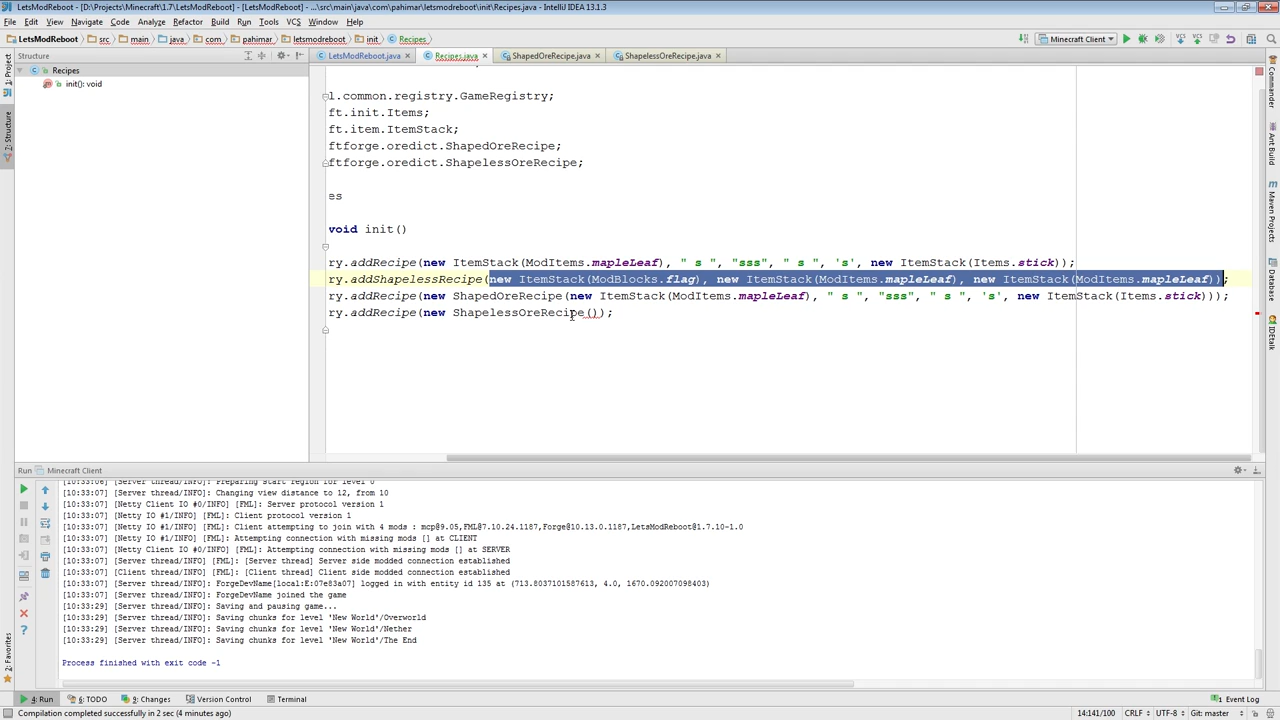 LetsModReboot - [D:\Projects\Minecraft\1.7\LetsModReboot] - [LetsModReboot] - ...\src\main\java\com\pahimar\letsmodreboot\init\Recipes.java - IntelliJ IDEA 13.1.3
File Edit View Navigate Code Analyze Refactor Build Run Tools VCS Window Help
LetsModReboot src main java com pahimar letsmodreboot init Recipes Minecraft Client
Structure LetsModReboot.java Recipes.java ShapedOreRecipe.java ShapelessOreRecipe.java
Recipes
init(): void
l.common.registry.GameRegistry;
ft.init.Items;
ft.item.ItemStack;
ftforge.oredict.ShapedOreRecipe;
ftforge.oredict.ShapelessOreRecipe;
es
void init()
ry.addRecipe(new ItemStack(ModItems.mapleLeaf), " s ", "sss", " s ", 's', new ItemStack(Items.stick));
ry.addShapelessRecipe(new ItemStack(ModBlocks.flag), new ItemStack(ModItems.mapleLeaf), new ItemStack(ModItems.mapleLeaf));
ry.addRecipe(new ShapedOreRecipe(new ItemStack(ModItems.mapleLeaf), " s ", "sss", " s ", 's', new ItemStack(Items.stick)));
ry.addRecipe(new ShapelessOreRecipe());
1: Project
7: Structure
2: Favorites
Commander
Ant Build
Maven Projects
Database
IDEtalk
Run Minecraft Client
[10:33:06] [Server thread/INFO]: Preparing start region for level 0
[10:33:07] [Server thread/INFO]: Changing view distance to 12, from 10
[10:33:07] [Netty Client IO #0/INFO] [FML]: Server protocol version 1
[10:33:07] [Netty IO #1/INFO] [FML]: Client protocol version 1
[10:33:07] [Netty IO #1/INFO] [FML]: Client attempting to join with 4 mods : mcp@9.05,FML@7.10.24.1187,Forge@10.13.0.1187,LetsModReboot@1.7.10-1.0
[10:33:07] [Netty IO #1/INFO] [FML]: Attempting connection with missing mods [] at CLIENT
[10:33:07] [Netty Client IO #0/INFO] [FML]: Attempting connection with missing mods [] at SERVER
[10:33:07] [Server thread/INFO] [FML]: [Server thread] Server side modded connection established
[10:33:07] [Client thread/INFO] [FML]: [Client thread] Client side modded connection established
[10:33:07] [Server thread/INFO]: ForgeDevName[local:E:07e83a07] logged in with entity id 135 at (713.8037101587613, 4.0, 1670.092007098403)
[10:33:07] [Server thread/INFO]: ForgeDevName joined the game
[10:33:29] [Server thread/INFO]: Saving and pausing game...
[10:33:29] [Server thread/INFO]: Saving chunks for level 'New World'/Overworld
[10:33:29] [Server thread/INFO]: Saving chunks for level 'New World'/Nether
[10:33:29] [Server thread/INFO]: Saving chunks for level 'New World'/The End
Process finished with exit code -1
4: Run 6: TODO 9: Changes Version Control Terminal Event Log
Compilation completed successfully in 2 sec (4 minutes ago) 14:141/100 CRLF UTF-8 Git: master